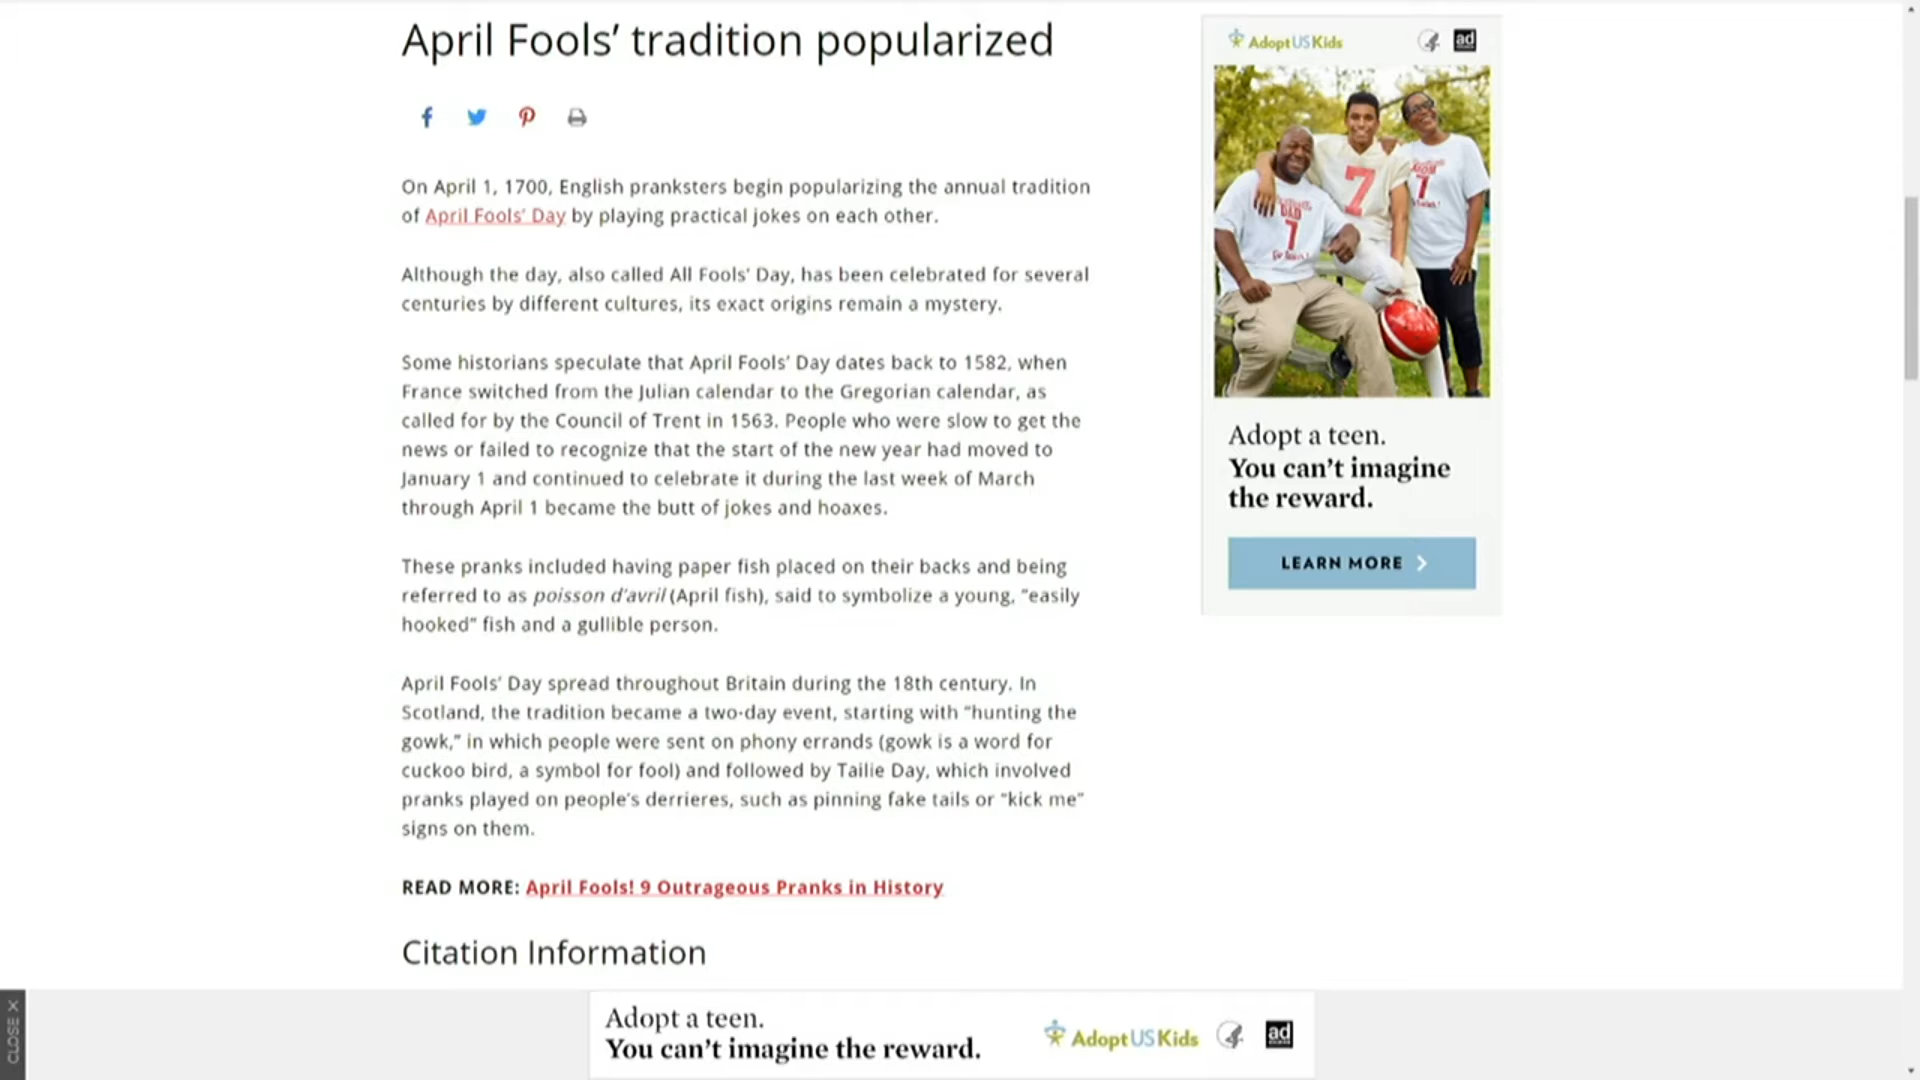 April Fools’ tradition popularized
On April 1, 1700, English pranksters begin popularizing the annual tradition
of April Fools’ Day by playing practical jokes on each other.
Although the day, also called All Fools’ Day, has been celebrated for several
centuries by different cultures, its exact origins remain a mystery.
Some historians speculate that April Fools’ Day dates back to 1582, when
France switched from the Julian calendar to the Gregorian calendar, as
called for by the Council of Trent in 1563. People who were slow to get the
news or failed to recognize that the start of the new year had moved to
January 1 and continued to celebrate it during the last week of March
through April 1 became the butt of jokes and hoaxes.
These pranks included having paper fish placed on their backs and being
referred to as poisson d’avril (April fish), said to symbolize a young, “easily
hooked” fish and a gullible person.
April Fools’ Day spread throughout Britain during the 18th century. In
Scotland, the tradition became a two-day event, starting with “hunting the
gowk,” in which people were sent on phony errands (gowk is a word for
cuckoo bird, a symbol for fool) and followed by Tailie Day, which involved
pranks played on people’s derrieres, such as pinning fake tails or “kick me”
signs on them.
READ MORE: April Fools! 9 Outrageous Pranks in History
Citation Information
AdoptUSKids
ad
DAD
7
7
MOM
7
Adopt a teen.
You can’t imagine
the reward.
LEARN MORE
CLOSE X
Adopt a teen.
You can’t imagine the reward.
AdoptUSKids
ad